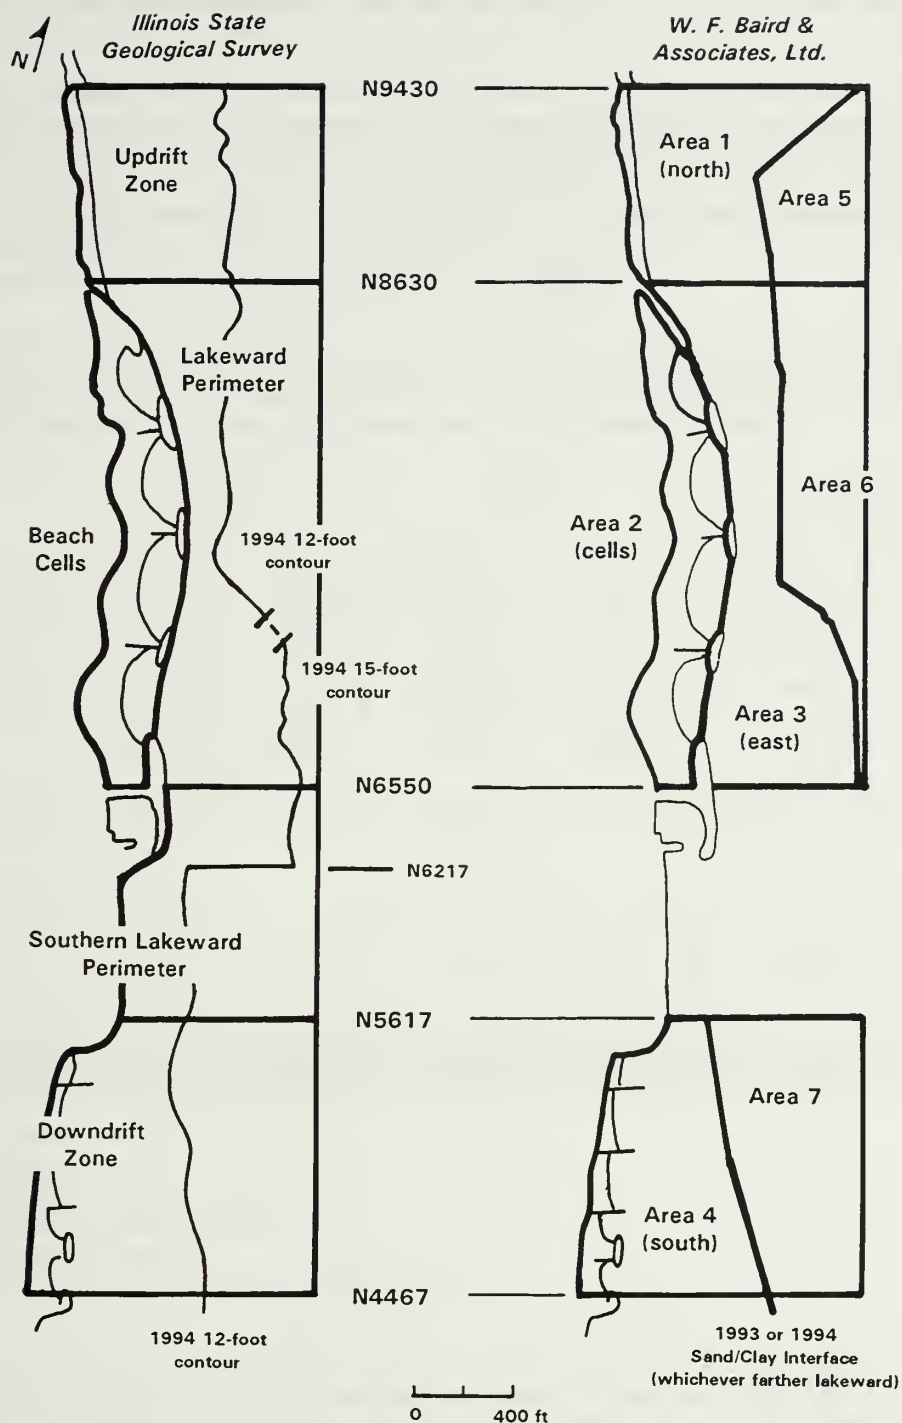 N
Illinois State
Geological Survey
W. F. Baird &
Associates, Ltd.
N9430
Updrift
Zone
Area 1
(north)
Area 5
N8630
Lakeward
Perimeter
Beach
Cells
1994 12-foot
contour
Area 2
(cells)
Area 6
1994 15-foot
contour
Area 3
(east)
N6550
N6217
Southern Lakeward
Perimeter
N5617
Area 7
Downdrift
Zone
Area 4
(south)
N4467
1994 12-foot
contour
1993 or 1994
Sand/Clay Interface
(whichever farther lakeward)
0 400 ft